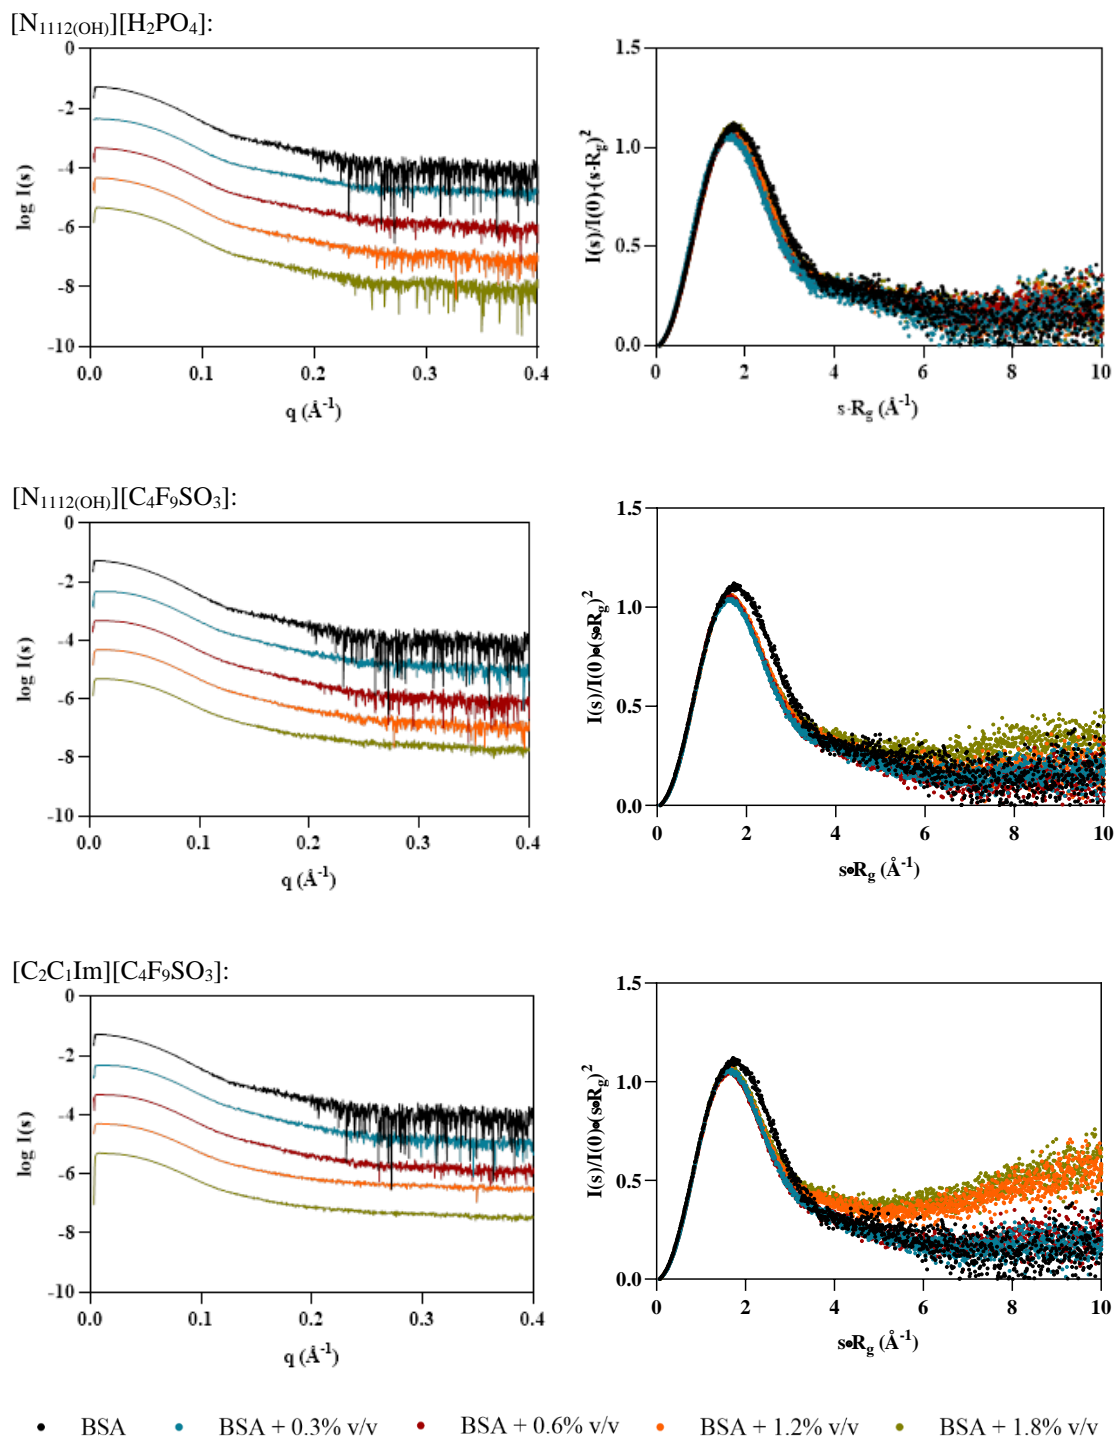 [N1112(OH)][H2PO4]:
0
-2
-4
-6
-8
-10
log I(s)
0.0 0.1 0.2 0.3 0.4
q (Å-1)
1.5
1.0
0.5
0.0
I(s)/I(0)·(s·Rg)2
0 2 4 6 8 10
s·Rg (Å-1)
[N1112(OH)][C4F9SO3]:
0
-2
-4
-6
-8
-10
log I(s)
0.0 0.1 0.2 0.3 0.4
q (Å-1)
1.5
1.0
0.5
0.0
I(s)/I(0)•(s•Rg)2
0 2 4 6 8 10
s•Rg (Å-1)
[C2C1Im][C4F9SO3]:
0
-2
-4
-6
-8
-10
log I(s)
0.0 0.1 0.2 0.3 0.4
q (Å-1)
1.5
1.0
0.5
0.0
I(s)/I(0)•(s•Rg)2
0 2 4 6 8 10
s•Rg (Å-1)
BSA BSA + 0.3% v/v BSA + 0.6% v/v BSA + 1.2% v/v BSA + 1.8% v/v